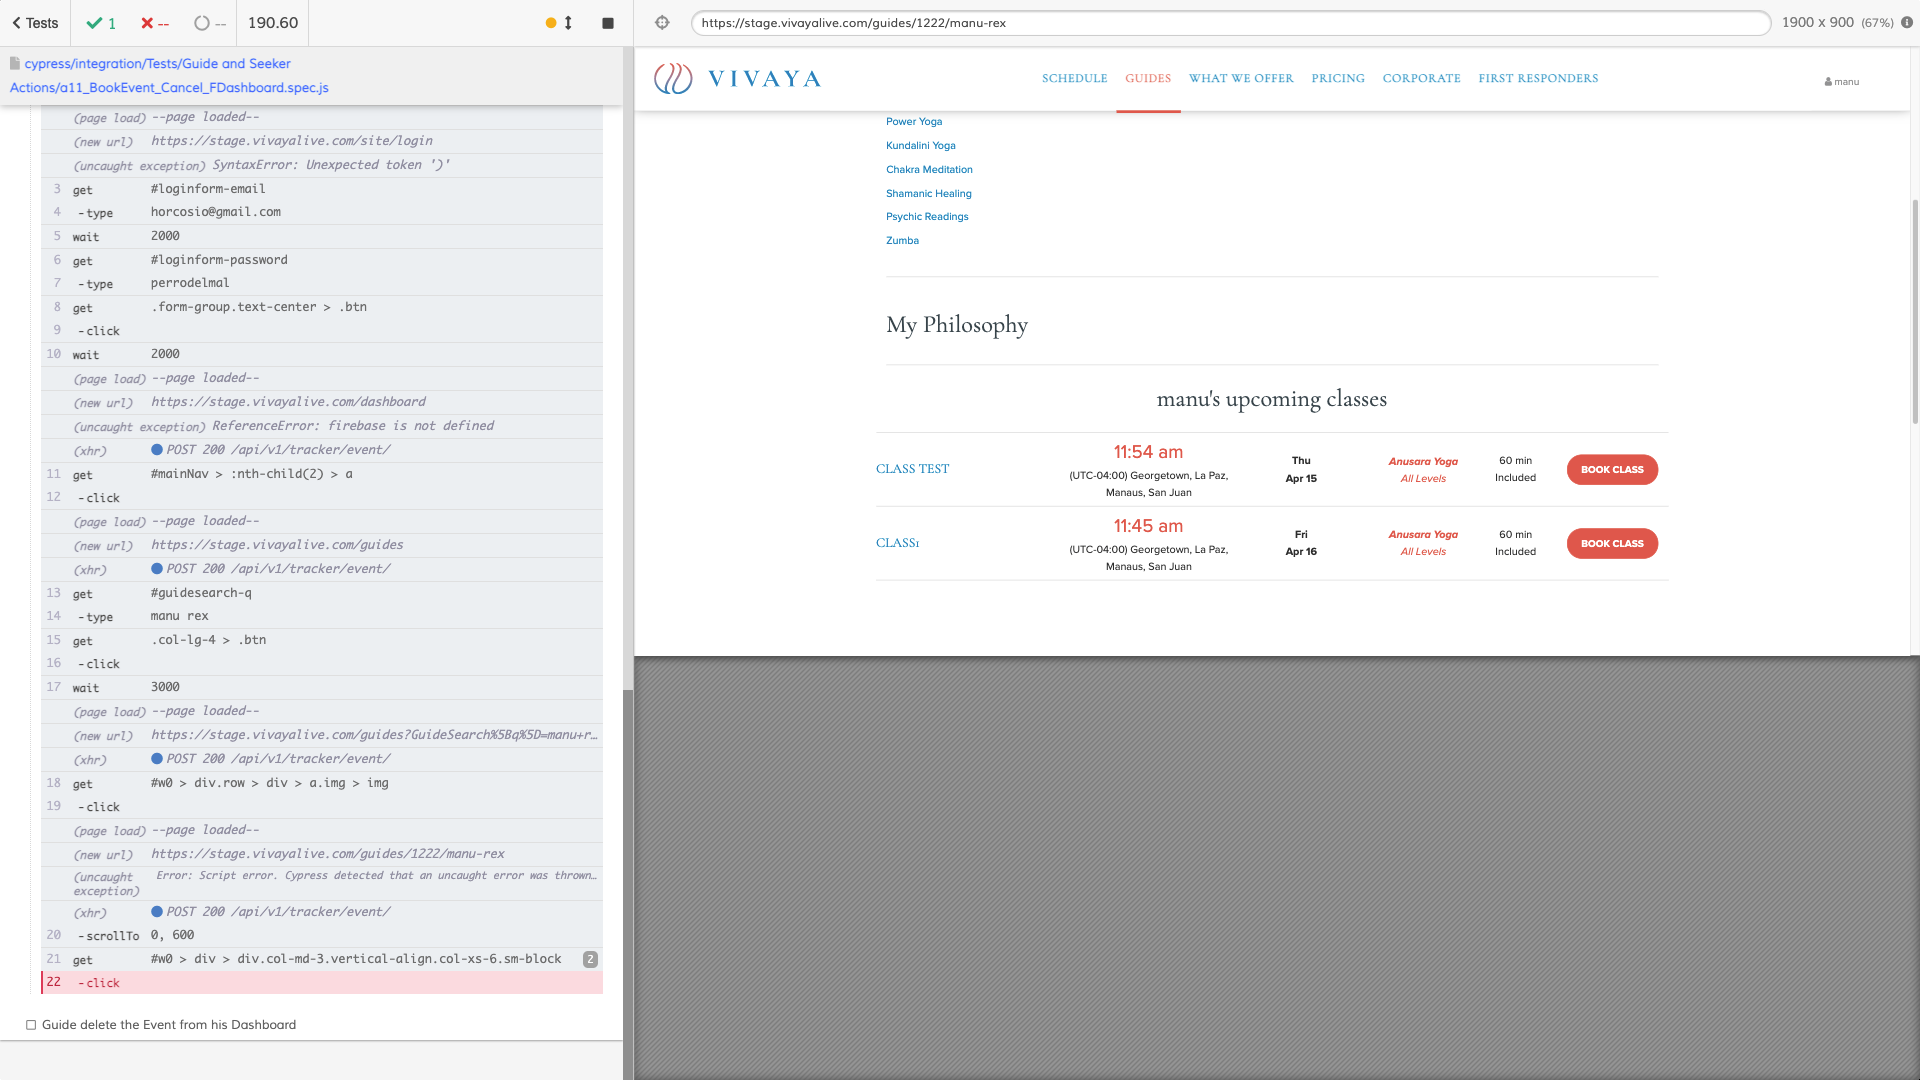 Tests
1
--
--
190.60
https://stage.vivayalive.com/guides/1222/manu-rex
1900 x 900 (67%)
cypress/integration/Tests/Guide and Seeker
Actions/a11_BookEvent_Cancel_FDashboard.spec.js
(page load) --page loaded--
(new url) https://stage.vivayalive.com/site/login
(uncaught exception) SyntaxError: Unexpected token ')'
3 get #loginform-email
4 -type horcosio@gmail.com
5 wait 2000
6 get #loginform-password
7 -type perrodelmal
8 get .form-group.text-center > .btn
9 -click
10 wait 2000
(page load) --page loaded--
(new url) https://stage.vivayalive.com/dashboard
(uncaught exception) ReferenceError: firebase is not defined
(xhr) POST 200 /api/v1/tracker/event/
11 get #mainNav > :nth-child(2) > a
12 -click
(page load) --page loaded--
(new url) https://stage.vivayalive.com/guides
(xhr) POST 200 /api/v1/tracker/event/
13 get #guidesearch-q
14 -type manu rex
15 get .col-lg-4 > .btn
16 -click
17 wait 3000
(page load) --page loaded--
(new url) https://stage.vivayalive.com/guides?GuideSearch%5Bq%5D=manu+r…
(xhr) POST 200 /api/v1/tracker/event/
18 get #w0 > div.row > div > a.img > img
19 -click
(page load) --page loaded--
(new url) https://stage.vivayalive.com/guides/1222/manu-rex
(uncaught exception) Error: Script error. Cypress detected that an uncaught error was thrown…
(xhr) POST 200 /api/v1/tracker/event/
20 -scrollTo 0, 600
21 get #w0 > div > div.col-md-3.vertical-align.col-xs-6.sm-block 2
22 -click
Guide delete the Event from his Dashboard
VIVAYA
SCHEDULE GUIDES WHAT WE OFFER PRICING CORPORATE FIRST RESPONDERS
manu
Power Yoga
Kundalini Yoga
Chakra Meditation
Shamanic Healing
Psychic Readings
Zumba
My Philosophy
manu's upcoming classes
CLASS TEST
11:54 am
(UTC-04:00) Georgetown, La Paz,
Manaus, San Juan
Thu
Apr 15
Anusara Yoga
All Levels
60 min
Included
BOOK CLASS
CLASS1
11:45 am
(UTC-04:00) Georgetown, La Paz,
Manaus, San Juan
Fri
Apr 16
Anusara Yoga
All Levels
60 min
Included
BOOK CLASS